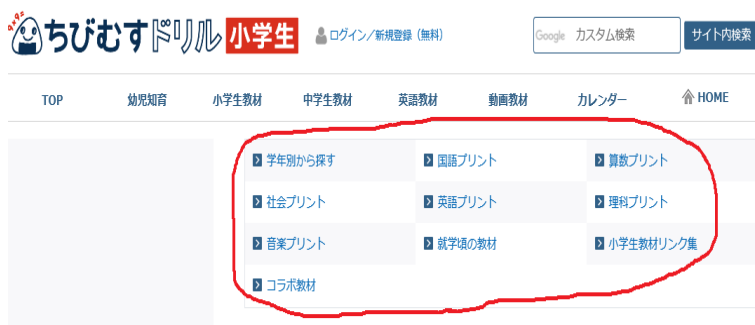 9×9=
ちびむすドリル 小学生 ログイン／新規登録（無料） Google カスタム検索 サイト内検索
TOP 幼児知育 小学生教材 中学生教材 英語教材 動画教材 カレンダー HOME
学年別から探す 国語プリント 算数プリント
社会プリント 英語プリント 理科プリント
音楽プリント 就学頃の教材 小学生教材リンク集
コラボ教材